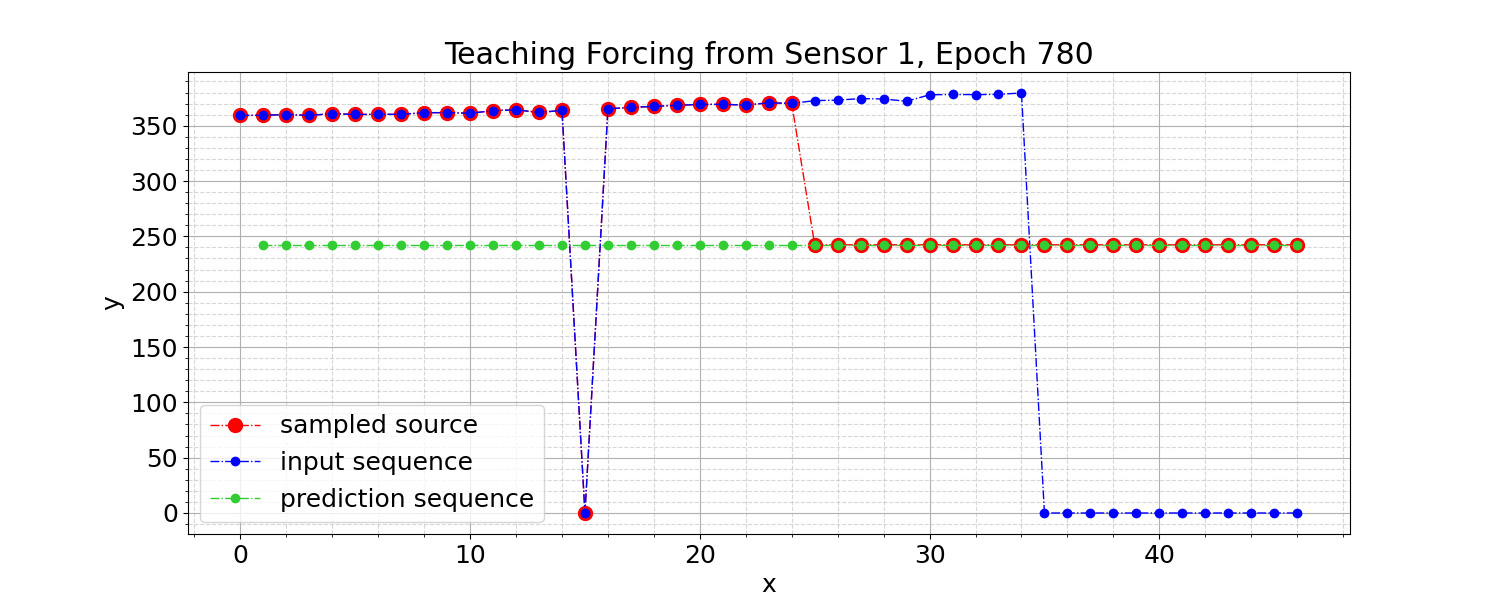 Teaching Forcing from Sensor 1, Epoch 780
y
350
300
250
200
150
100
50
0
sampled source
input sequence
prediction sequence
0 10 20 30 40
x